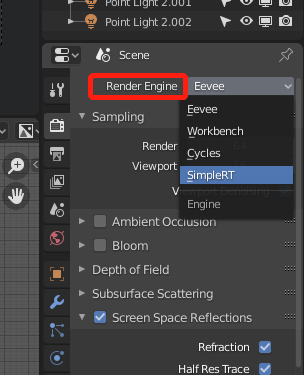 Point Light 2.001
Point Light 2.002
Scene
Render Engine Eevee
Eevee
Sampling
Workbench
Render
Cycles
Viewport
SimpleRT
Engine
Ambient Occlusion
Bloom
Depth of Field
Subsurface Scattering
Screen Space Reflections
Refraction
Half Res Trace